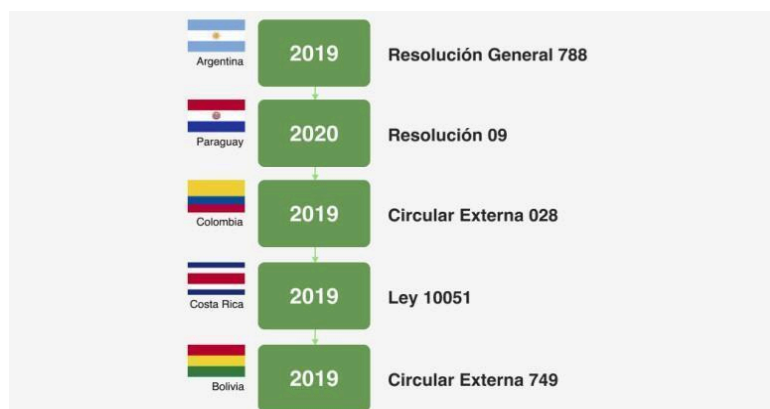 Argentina
2019
Resolución General 788
Paraguay
2020
Resolución 09
Colombia
2019
Circular Externa 028
Costa Rica
2019
Ley 10051
Bolivia
2019
Circular Externa 749